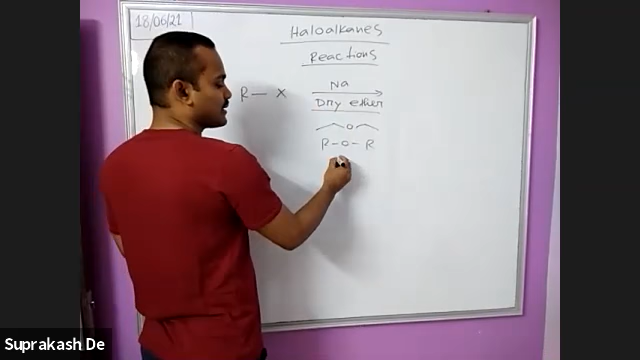 18/06/21
Haloalkanes
Reactions
R — X
Na
Dry ether
O
R-O-R
Suprakash De